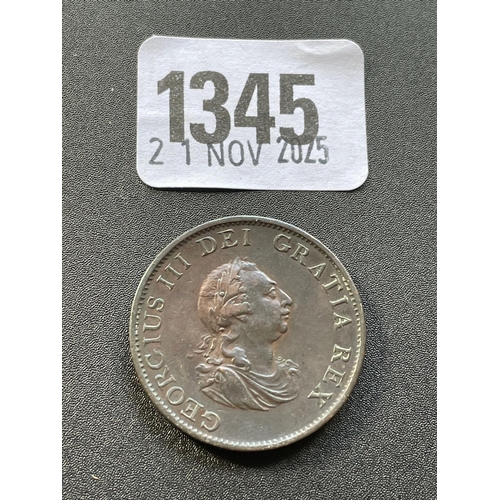 1345
21 NOV 2025
GEORGIUS III DEI GRATIA REX